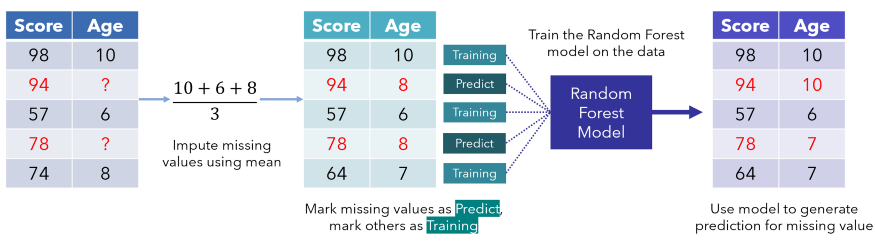 Score Age
98 10
94 ?
57 6
78 ?
74 8
10 + 6 + 8
3
Impute missing
values using mean
Score Age
98 10
94 8
57 6
78 8
64 7
Training
Predict
Training
Predict
Training
Mark missing values as Predict,
mark others as Training
Train the Random Forest
model on the data
Random
Forest
Model
Score Age
98 10
94 10
57 6
78 7
64 7
Use model to generate
prediction for missing value